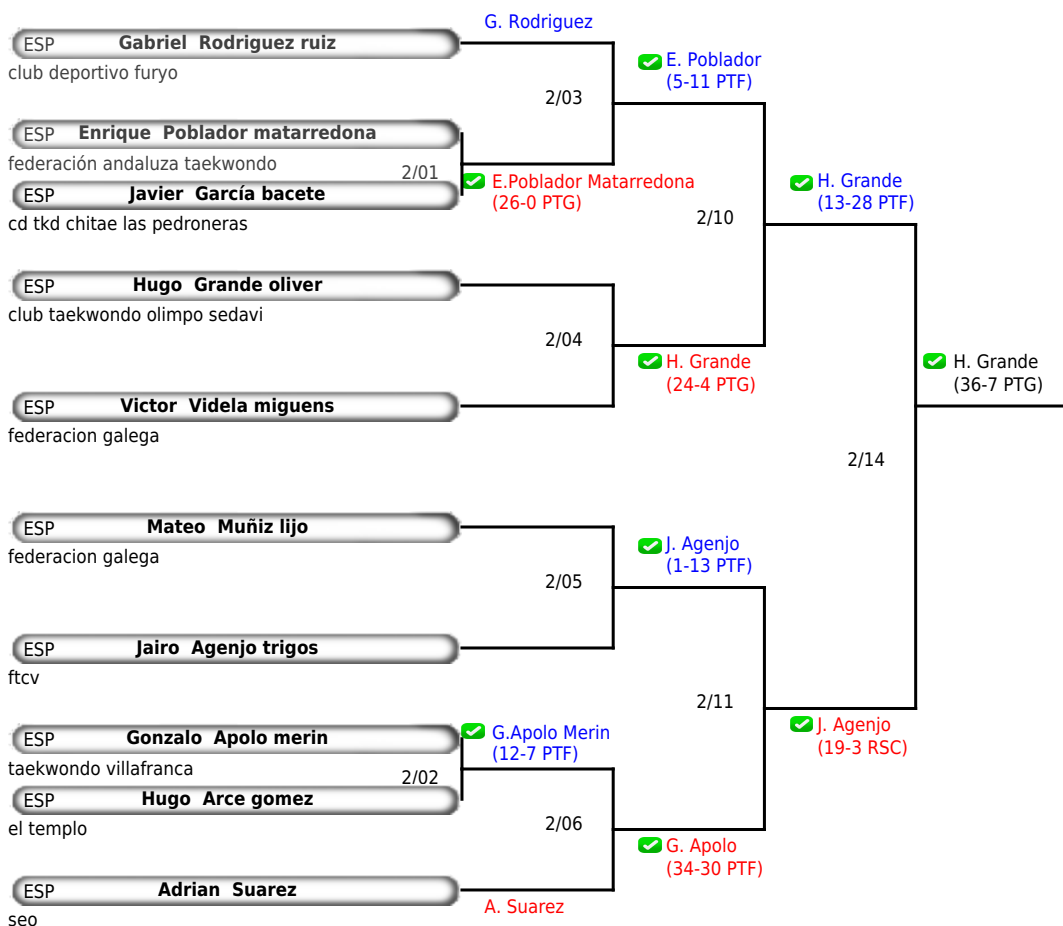 G. Rodriguez
ESP Gabriel Rodriguez ruiz
club deportivo furyo
E. Poblador
(5-11 PTF)
2/03
ESP Enrique Poblador matarredona
federación andaluza taekwondo
2/01
E.Poblador Matarredona
(26-0 PTG)
ESP Javier García bacete
cd tkd chitae las pedroneras
H. Grande
(13-28 PTF)
2/10
ESP Hugo Grande oliver
club taekwondo olimpo sedavi
2/04
H. Grande
(24-4 PTG)
H. Grande
(36-7 PTG)
ESP Victor Videla miguens
federacion galega
2/14
ESP Mateo Muñiz lijo
federacion galega
J. Agenjo
(1-13 PTF)
2/05
ESP Jairo Agenjo trigos
ftcv
2/11
J. Agenjo
(19-3 RSC)
ESP Gonzalo Apolo merin
taekwondo villafranca
G.Apolo Merin
(12-7 PTF)
2/02
ESP Hugo Arce gomez
el templo
2/06
G. Apolo
(34-30 PTF)
ESP Adrian Suarez
seo
A. Suarez